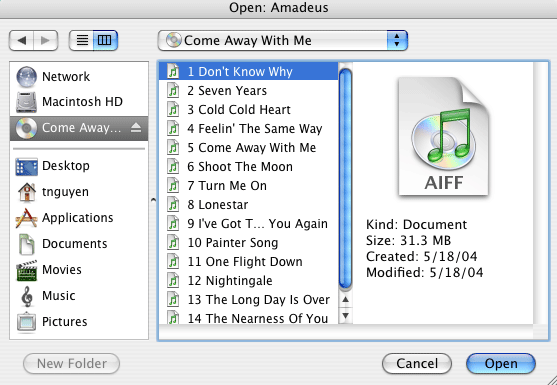 Open: Amadeus
Come Away With Me
Network
Macintosh HD
Come Away...
Desktop
tnguyen
Applications
Documents
Movies
Music
Pictures
1 Don't Know Why
2 Seven Years
3 Cold Cold Heart
4 Feelin' The Same Way
5 Come Away With Me
6 Shoot The Moon
7 Turn Me On
8 Lonestar
9 I've Got T... You Again
10 Painter Song
11 One Flight Down
12 Nightingale
13 The Long Day Is Over
14 The Nearness Of You
AIFF
Kind: Document
Size: 31.3 MB
Created: 5/18/04
Modified: 5/18/04
New Folder
Cancel
Open